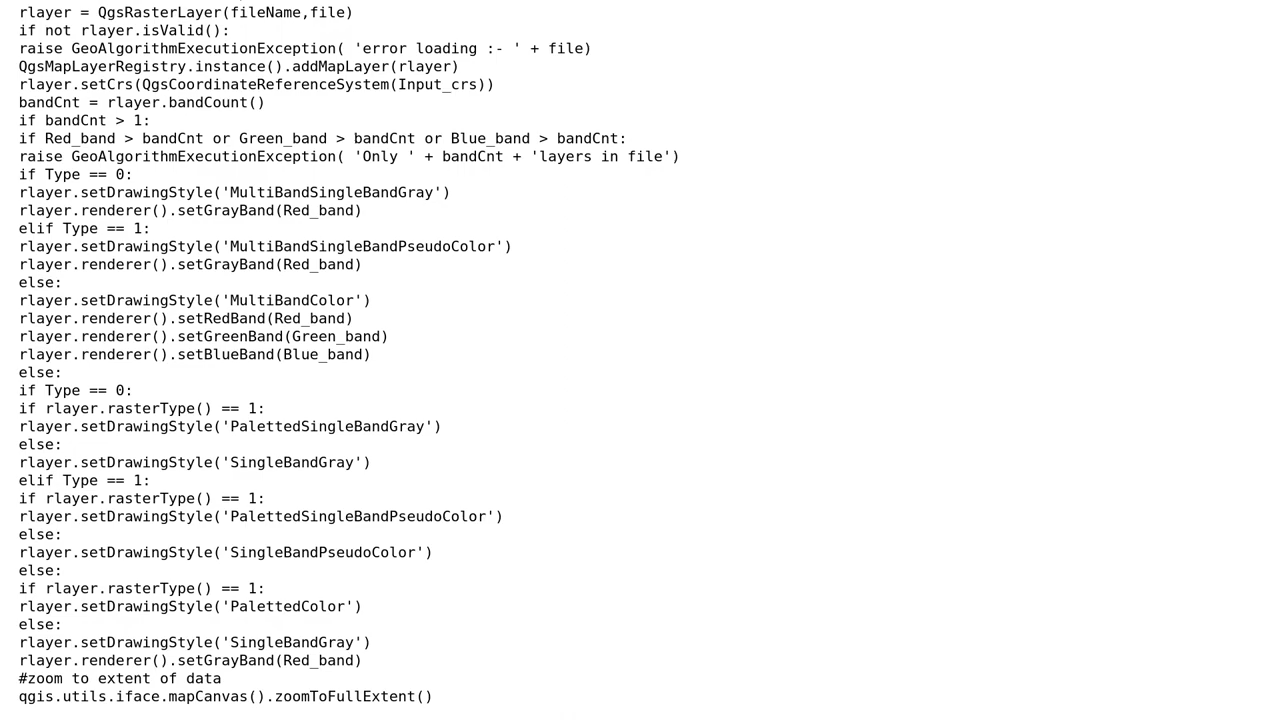 rlayer = QgsRasterLayer(fileName,file)
if not rlayer.isValid():
raise GeoAlgorithmExecutionException( 'error loading :- ' + file)
QgsMapLayerRegistry.instance().addMapLayer(rlayer)
rlayer.setCrs(QgsCoordinateReferenceSystem(Input_crs))
bandCnt = rlayer.bandCount()
if bandCnt > 1:
if Red_band > bandCnt or Green_band > bandCnt or Blue_band > bandCnt:
raise GeoAlgorithmExecutionException( 'Only ' + bandCnt + 'layers in file')
if Type == 0:
rlayer.setDrawingStyle('MultiBandSingleBandGray')
rlayer.renderer().setGrayBand(Red_band)
elif Type == 1:
rlayer.setDrawingStyle('MultiBandSingleBandPseudoColor')
rlayer.renderer().setGrayBand(Red_band)
else:
rlayer.setDrawingStyle('MultiBandColor')
rlayer.renderer().setRedBand(Red_band)
rlayer.renderer().setGreenBand(Green_band)
rlayer.renderer().setBlueBand(Blue_band)
else:
if Type == 0:
if rlayer.rasterType() == 1:
rlayer.setDrawingStyle('PalettedSingleBandGray')
else:
rlayer.setDrawingStyle('SingleBandGray')
elif Type == 1:
if rlayer.rasterType() == 1:
rlayer.setDrawingStyle('PalettedSingleBandPseudoColor')
else:
rlayer.setDrawingStyle('SingleBandPseudoColor')
else:
if rlayer.rasterType() == 1:
rlayer.setDrawingStyle('PalettedColor')
else:
rlayer.setDrawingStyle('SingleBandGray')
rlayer.renderer().setGrayBand(Red_band)
#zoom to extent of data
qgis.utils.iface.mapCanvas().zoomToFullExtent()